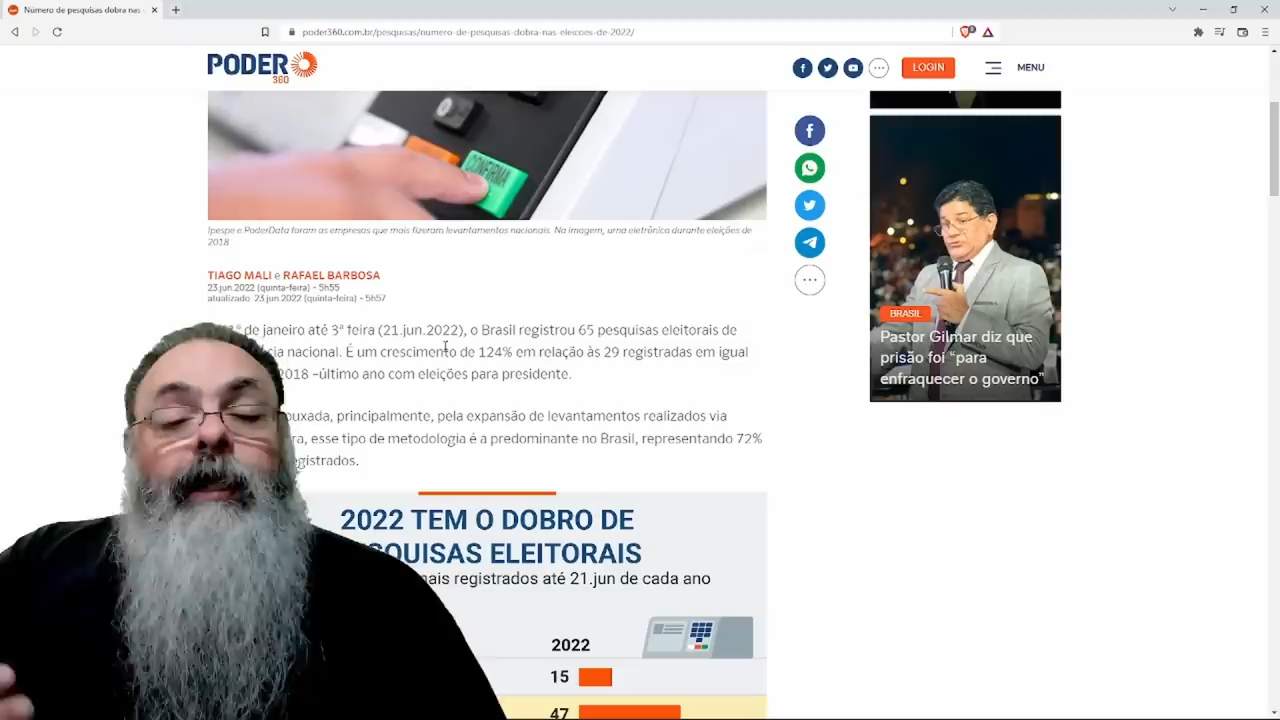 Número de pesquisas dobra nas
poder360.com.br/pesquisas/numero-de-pesquisas-dobra-nas-eleicoes-de-2022/
PODER
360
LOGIN
MENU
CONFIRMA
Ipespe e PoderData foram as empresas que mais fizeram levantamentos nacionais. Na imagem, urna eletrônica durante eleições de
2018
TIAGO MALI e RAFAEL BARBOSA
23.jun.2022 (quinta-feira) - 5h55
atualizado: 23.jun.2022 (quinta-feira) - 5h57
de janeiro até 3ª feira (21.jun.2022), o Brasil registrou 65 pesquisas eleitorais de
nacional. É um crescimento de 124% em relação às 29 registradas em igual
2018 –último ano com eleições para presidente.
principalmente, pela expansão de levantamentos realizados via
esse tipo de metodologia é a predominante no Brasil, representando 72%
BRASIL
Pastor Gilmar diz que
prisão foi “para
enfraquecer o governo”
2022 TEM O DOBRO DE
ELEITORAIS
registrados até 21.jun de cada ano
2022
15
47